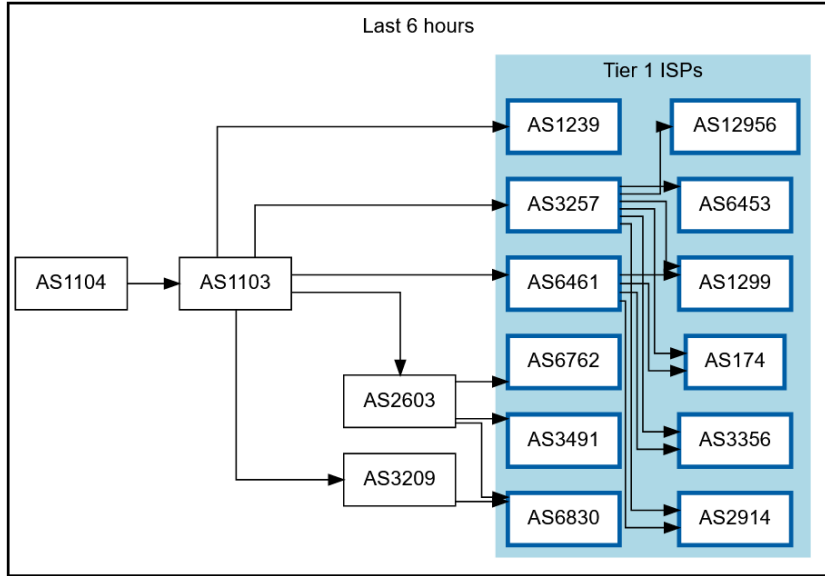 Last 6 hours
Tier 1 ISPs
AS1239
AS12956
AS3257
AS6453
AS1104
AS1103
AS6461
AS1299
AS6762
AS174
AS2603
AS3491
AS3356
AS3209
AS6830
AS2914